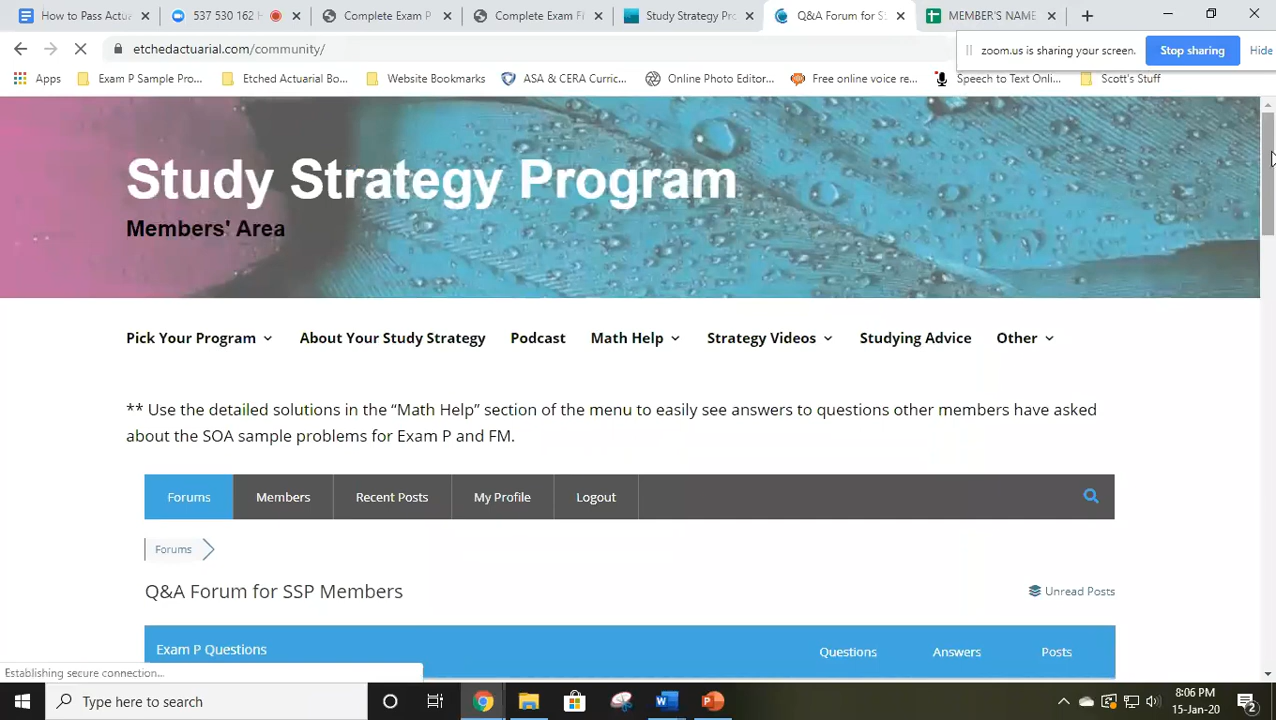 How to Pass Actua
537 530 162
Complete Exam P
Complete Exam F
Study Strategy Pr
Q&A Forum for S
MEMBER'S NAME
etchedactuarial.com/community/
zoom.us is sharing your screen.
Stop sharing
Hide
Apps
Exam P Sample Pro...
Etched Actuarial Bo...
Website Bookmarks
ASA & CERA Curric...
Online Photo Editor...
Free online voice re...
Speech to Text Onli...
Scott's Stuff
Study Strategy Program
Members' Area
Pick Your Program
About Your Study Strategy
Podcast
Math Help
Strategy Videos
Studying Advice
Other
** Use the detailed solutions in the “Math Help” section of the menu to easily see answers to questions other members have asked
about the SOA sample problems for Exam P and FM.
Forums
Members
Recent Posts
My Profile
Logout
Forums
Q&A Forum for SSP Members
Unread Posts
Exam P Questions
Questions
Answers
Posts
Establishing secure connection...
Type here to search
8:06 PM
15-Jan-20
2